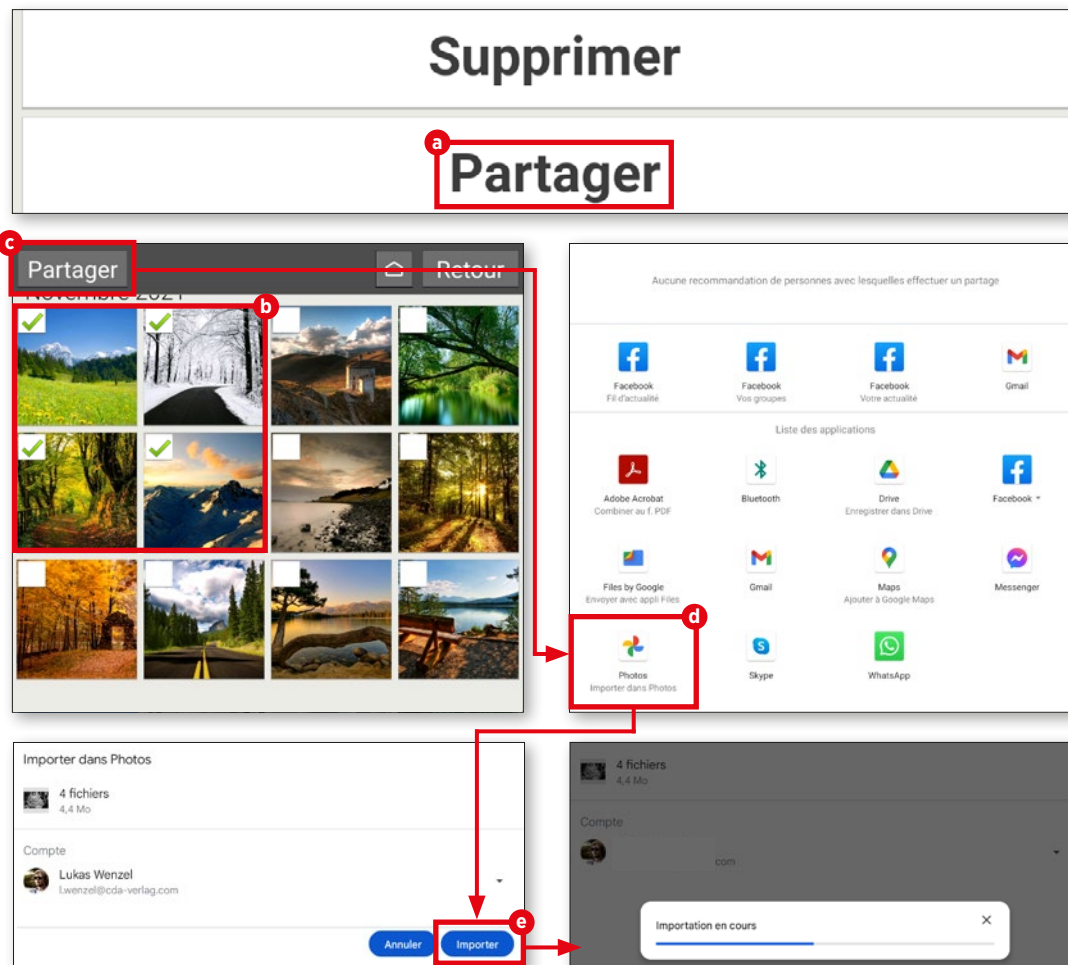 Supprimer
a
Partager
c
Partager
Retour
Novembre 2021
b
Aucune recommandation de personnes avec lesquelles effectuer un partage
Facebook
Fil d'actualité
Facebook
Vos groupes
Facebook
Votre actualité
Gmail
Liste des applications
Adobe Acrobat
Combiner au f. PDF
Bluetooth
Drive
Enregistrer dans Drive
Facebook
Files by Google
Envoyer avec appli Files
Gmail
Maps
Ajouter à Google Maps
Messenger
d
Photos
Importer dans Photos
Skype
WhatsApp
Importer dans Photos
4 fichiers
4,4 Mo
Compte
Lukas Wenzel
l.wenzel@cda-verlag.com
Annuler
Importer
e
4 fichiers
4,4 Mo
Compte
com
Importation en cours